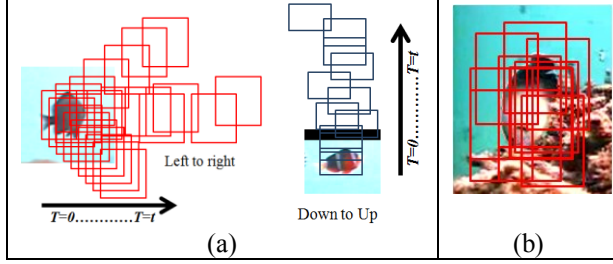 Left to right
T=0…………T=t
Down to Up
T=0…………T=t
(a)
(b)